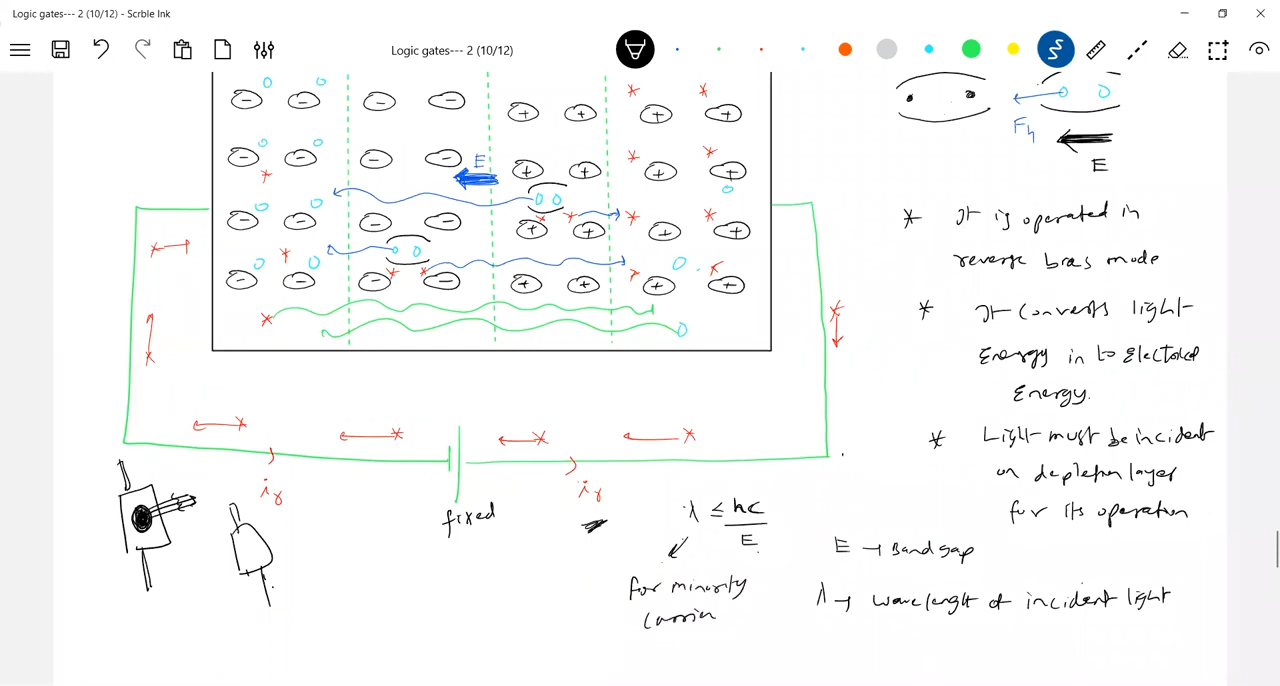 Logic gates--- 2 (10/12) - Scrble Ink
Logic gates--- 2 (10/12)
E
Fh
E
* It is operated in
reverse bias mode
* It converts light
Energy in to Electrical
Energy.
* Light must be incident
on depletion layer
for its operation
ir
fixed
ir
λ ≤ hc
E
for minority
carrier
E → Band gap
λ → wavelength of incident light